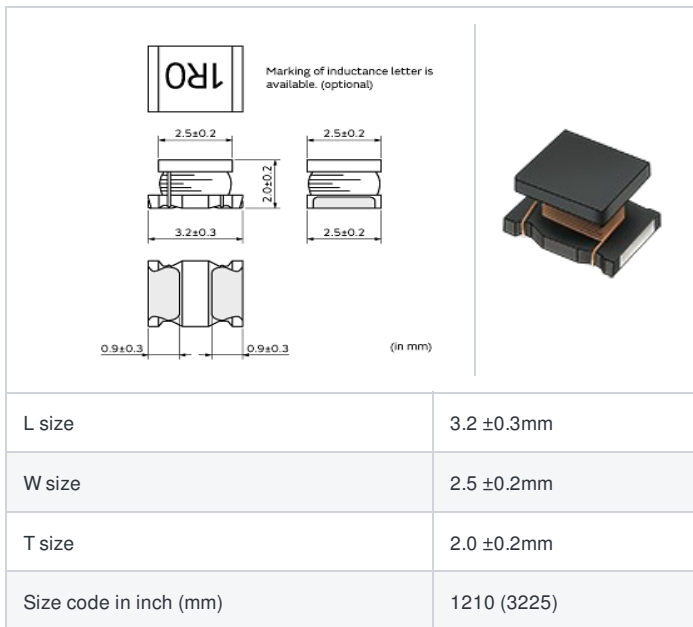 1R0
Marking of inductance letter is
available. (optional)
2.5±0.2
2.5±0.2
2.0±0.2
3.2±0.3
2.5±0.2
0.9±0.3
0.9±0.3
(in mm)
L size
3.2 ±0.3mm
W size
2.5 ±0.2mm
T size
2.0 ±0.2mm
Size code in inch (mm)
1210 (3225)